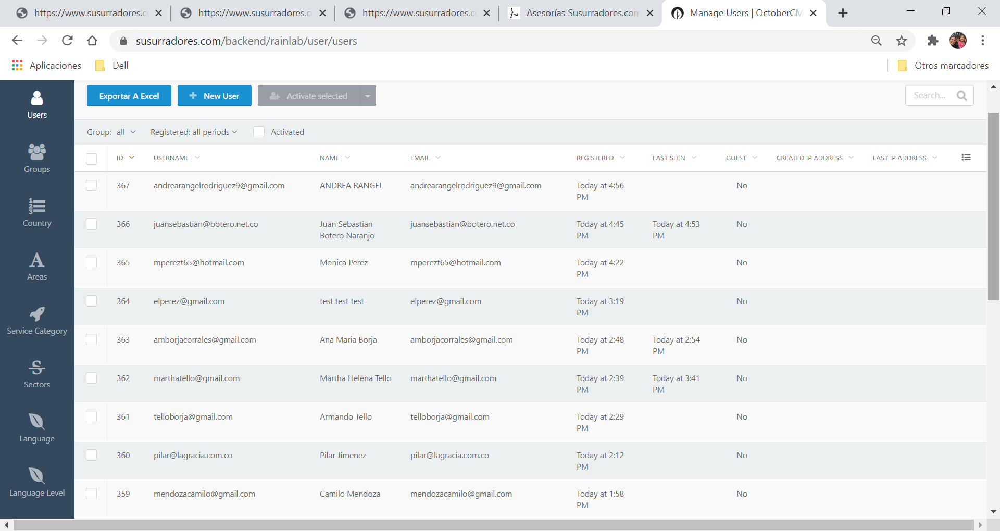 https://www.susurradores.c
https://www.susurradores.c
https://www.susurradores.c
Asesorías Susurradores.com
Manage Users | OctoberCM
susurradores.com/backend/rainlab/user/users
Aplicaciones
Dell
Otros marcadores
Exportar A Excel
New User
Activate selected
Search...
Group: all
Registered: all periods
Activated
ID
USERNAME
NAME
EMAIL
REGISTERED
LAST SEEN
GUEST
CREATED IP ADDRESS
LAST IP ADDRESS
367
andrearangelrodriguez9@gmail.com
ANDREA RANGEL
andrearangelrodriguez9@gmail.com
Today at 4:56
PM
No
366
juansebastian@botero.net.co
Juan Sebastian
Botero Naranjo
juansebastian@botero.net.co
Today at 4:45
PM
Today at 4:53
PM
No
365
mperezt65@hotmail.com
Monica Perez
mperezt65@hotmail.com
Today at 4:22
PM
No
364
elperez@gmail.com
test test test
elperez@gmail.com
Today at 3:19
PM
No
363
amborjacorrales@gmail.com
Ana Maria Borja
amborjacorrales@gmail.com
Today at 2:48
PM
Today at 2:54
PM
No
362
marthatello@gmail.com
Martha Helena Tello
marthatello@gmail.com
Today at 2:39
PM
Today at 3:41
PM
No
361
telloborja@gmail.com
Armando Tello
telloborja@gmail.com
Today at 2:29
PM
No
360
pilar@lagracia.com.co
Pilar Jimenez
pilar@lagracia.com.co
Today at 2:12
PM
No
359
mendozacamilo@gmail.com
Camilo Mendoza
mendozacamilo@gmail.com
Today at 1:58
PM
No
Users
Groups
Country
Areas
Service Category
Sectors
Language
Language Level